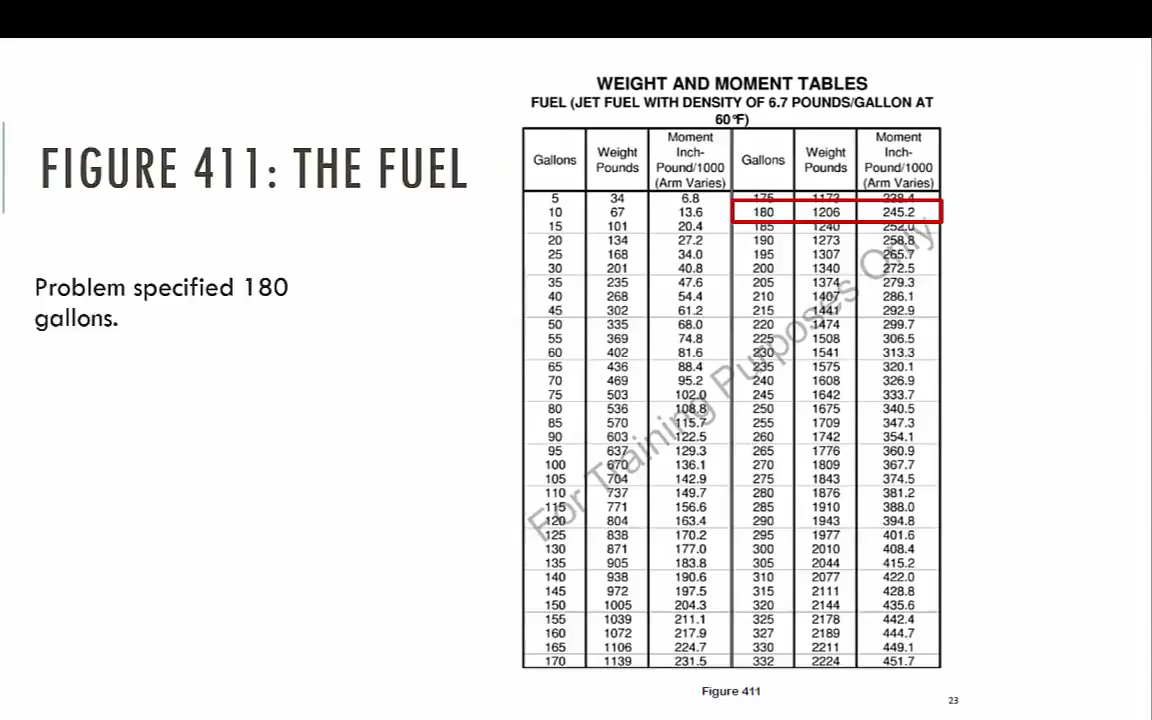 FIGURE 411: THE FUEL
Problem specified 180
gallons.
WEIGHT AND MOMENT TABLES
FUEL (JET FUEL WITH DENSITY OF 6.7 POUNDS/GALLON AT
60°F)
Gallons Weight Pounds Moment Inch-Pound/1000 (Arm Varies) Gallons Weight Pounds Moment Inch-Pound/1000 (Arm Varies)
5 34 6.8 175 1173 238.4
10 67 13.6 180 1206 245.2
15 101 20.4 185 1240 252.0
20 134 27.2 190 1273 258.8
25 168 34.0 195 1307 265.7
30 201 40.8 200 1340 272.5
35 235 47.6 205 1374 279.3
40 268 54.4 210 1407 286.1
45 302 61.2 215 1441 292.9
50 335 68.0 220 1474 299.7
55 369 74.8 225 1508 306.5
60 402 81.6 230 1541 313.3
65 436 88.4 235 1575 320.1
70 469 95.2 240 1608 326.9
75 503 102.0 245 1642 333.7
80 536 108.8 250 1675 340.5
85 570 115.7 255 1709 347.3
90 603 122.5 260 1742 354.1
95 637 129.3 265 1776 360.9
100 670 136.1 270 1809 367.7
105 704 142.9 275 1843 374.5
110 737 149.7 280 1876 381.2
115 771 156.6 285 1910 388.0
120 804 163.4 290 1943 394.8
125 838 170.2 295 1977 401.6
130 871 177.0 300 2010 408.4
135 905 183.8 305 2044 415.2
140 938 190.6 310 2077 422.0
145 972 197.5 315 2111 428.8
150 1005 204.3 320 2144 435.6
155 1039 211.1 325 2178 442.4
160 1072 217.9 327 2189 444.7
165 1106 224.7 330 2211 449.1
170 1139 231.5 332 2224 451.7
For Training Purposes Only
Figure 411
23